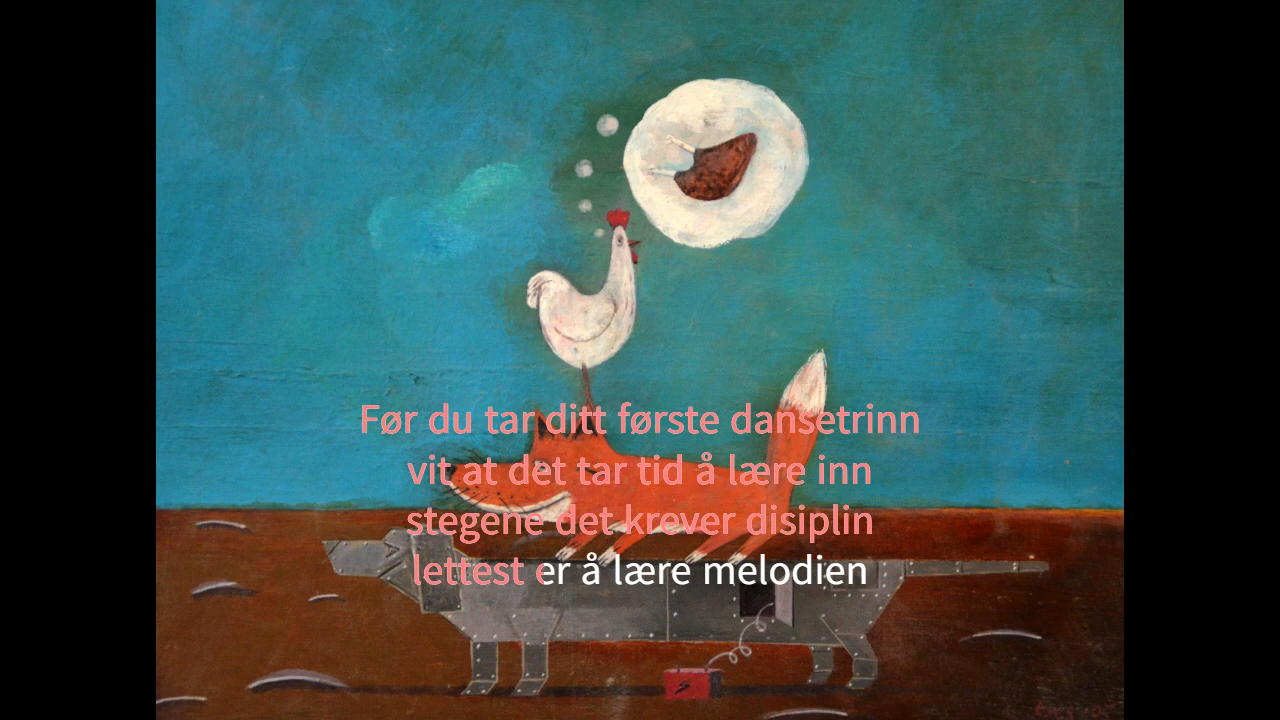 Før du tar ditt første dansetrinn
vit at det tar tid å lære inn
stegene det krever disiplin
lettest er å lære melodien